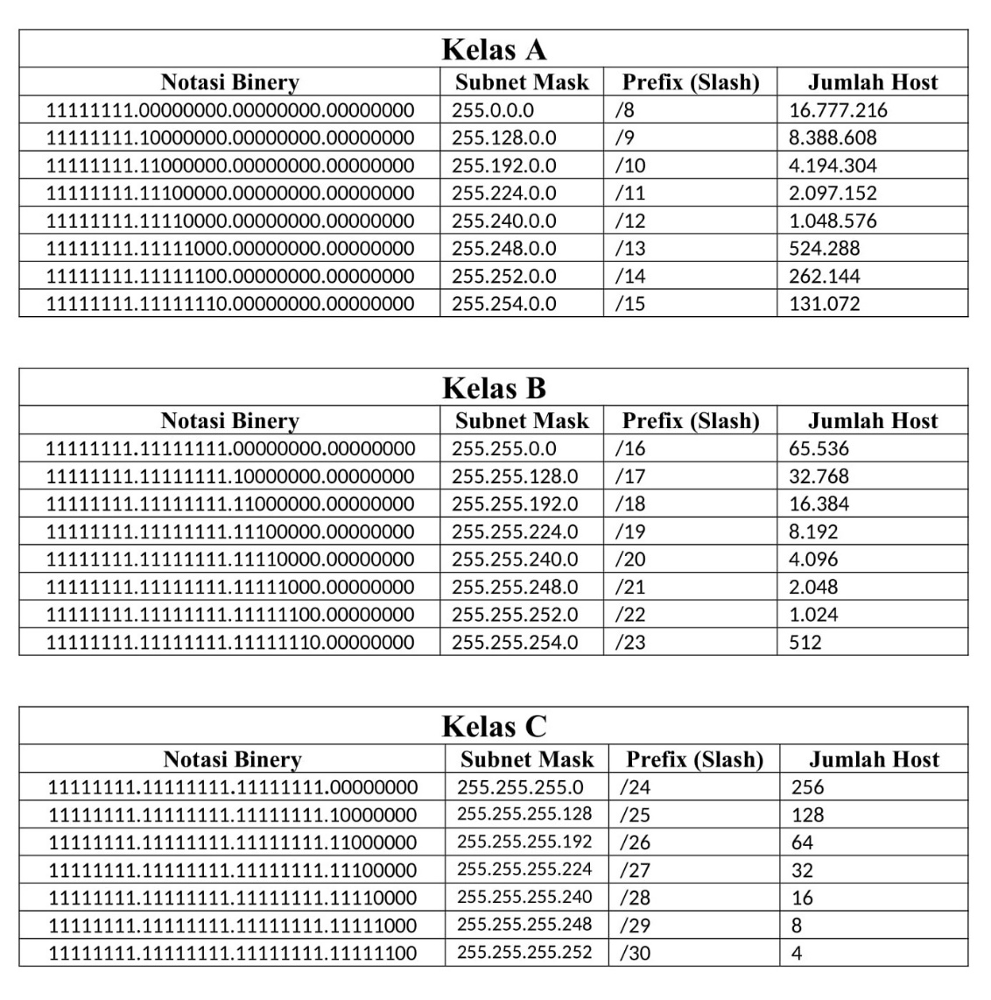 Kelas A
Notasi Binery Subnet Mask Prefix (Slash) Jumlah Host
11111111.00000000.00000000.00000000 255.0.0.0 /8 16.777.216
11111111.10000000.00000000.00000000 255.128.0.0 /9 8.388.608
11111111.11000000.00000000.00000000 255.192.0.0 /10 4.194.304
11111111.11100000.00000000.00000000 255.224.0.0 /11 2.097.152
11111111.11110000.00000000.00000000 255.240.0.0 /12 1.048.576
11111111.11111000.00000000.00000000 255.248.0.0 /13 524.288
11111111.11111100.00000000.00000000 255.252.0.0 /14 262.144
11111111.11111110.00000000.00000000 255.254.0.0 /15 131.072
Kelas B
Notasi Binery Subnet Mask Prefix (Slash) Jumlah Host
11111111.11111111.00000000.00000000 255.255.0.0 /16 65.536
11111111.11111111.10000000.00000000 255.255.128.0 /17 32.768
11111111.11111111.11000000.00000000 255.255.192.0 /18 16.384
11111111.11111111.11100000.00000000 255.255.224.0 /19 8.192
11111111.11111111.11110000.00000000 255.255.240.0 /20 4.096
11111111.11111111.11111000.00000000 255.255.248.0 /21 2.048
11111111.11111111.11111100.00000000 255.255.252.0 /22 1.024
11111111.11111111.11111110.00000000 255.255.254.0 /23 512
Kelas C
Notasi Binery Subnet Mask Prefix (Slash) Jumlah Host
11111111.11111111.11111111.00000000 255.255.255.0 /24 256
11111111.11111111.11111111.10000000 255.255.255.128 /25 128
11111111.11111111.11111111.11000000 255.255.255.192 /26 64
11111111.11111111.11111111.11100000 255.255.255.224 /27 32
11111111.11111111.11111111.11110000 255.255.255.240 /28 16
11111111.11111111.11111111.11111000 255.255.255.248 /29 8
11111111.11111111.11111111.11111100 255.255.255.252 /30 4